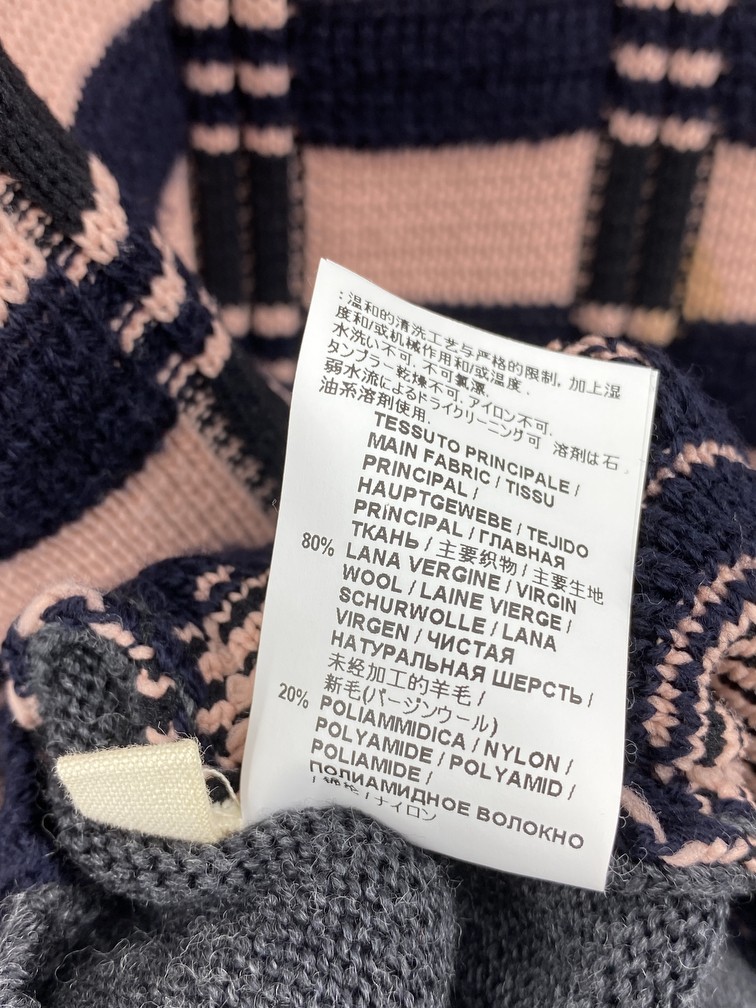 :温和的清洗工艺与严格的限制，加上湿
度和/或机械作用和/或温度、
水洗い不可、不可氯漂、
タンブラー乾燥不可、アイロン不可、
弱水流によるドライクリーニング可 溶剤は石
油系溶剤使用、
TESSUTO PRINCIPALE /
MAIN FABRIC / TISSU
PRINCIPAL /
HAUPTGEWEBE / TEJIDO
PRINCIPAL / ГЛАВНАЯ
ТКАНЬ / 主要织物 / 主要生地
80% LANA VERGINE / VIRGIN
WOOL / LAINE VIERGE /
SCHURWOLLE / LANA
VIRGEN / ЧИСТАЯ
НАТУРАЛЬНАЯ ШЕРСТЬ /
未经加工的羊毛 /
新毛(バージンウール)
20% POLIAMMIDICA / NYLON /
POLYAMIDE / POLYAMID /
POLIAMIDE /
ПОЛИАМИДНОЕ ВОЛОКНО
/ ナイロン